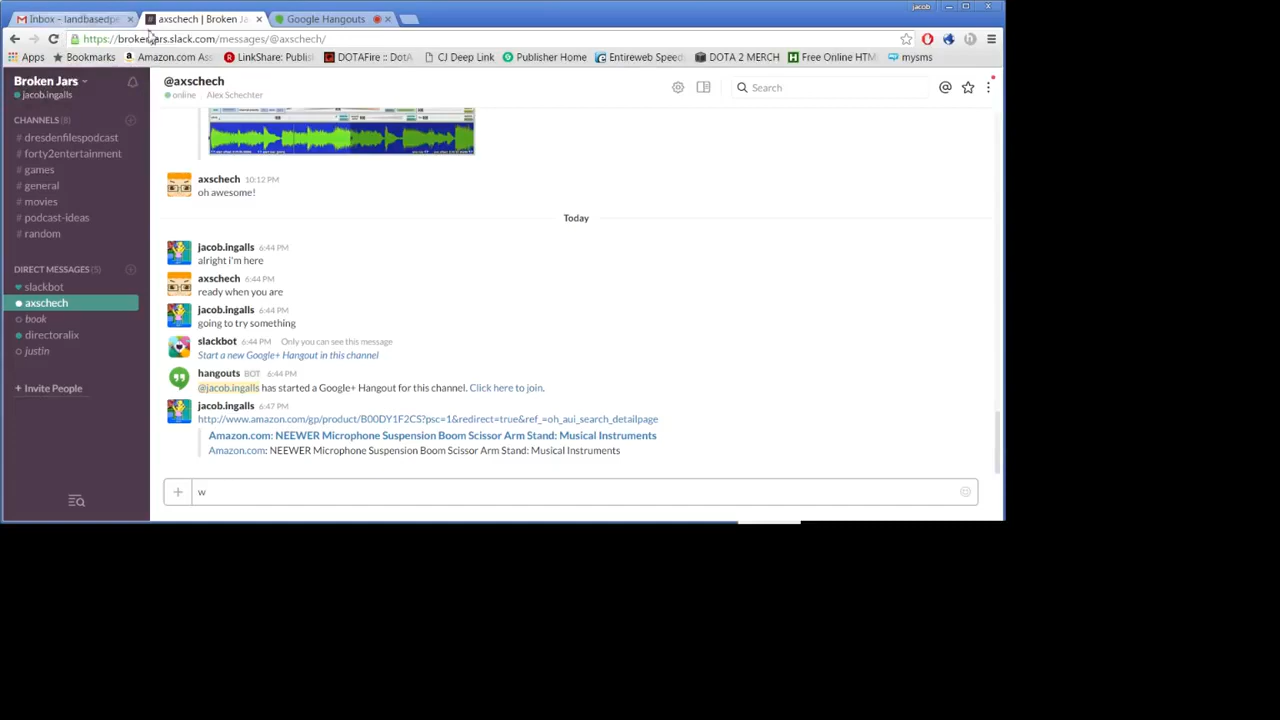 jacob
Inbox - landbasedpe
axschech | Broken Ja
Google Hangouts
https://brokenjars.slack.com/messages/@axschech/
Apps
Bookmarks
Amazon.com Ass
LinkShare: Publis
DOTAFire :: DotA
CJ Deep Link
Publisher Home
Entireweb Speed
DOTA 2 MERCH
Free Online HTM
mysms
Broken Jars
jacob.ingalls
@axschech
online Alex Schechter
Search
CHANNELS (8)
# dresdenfilespodcast
# forty2entertainment
# games
# general
# movies
# podcast-ideas
# random
DIRECT MESSAGES (5)
slackbot
axschech
book
directoralix
justin
+ Invite People
axschech 10:12 PM
oh awesome!
Today
jacob.ingalls 6:44 PM
alright i'm here
axschech 6:44 PM
ready when you are
jacob.ingalls 6:44 PM
going to try something
slackbot 6:44 PM Only you can see this message
Start a new Google+ Hangout in this channel
hangouts BOT 6:44 PM
@jacob.ingalls has started a Google+ Hangout for this channel. Click here to join.
jacob.ingalls 6:47 PM
http://www.amazon.com/gp/product/B00DY1F2CS?psc=1&redirect=true&ref_=oh_aui_search_detailpage
Amazon.com: NEEWER Microphone Suspension Boom Scissor Arm Stand: Musical Instruments
Amazon.com: NEEWER Microphone Suspension Boom Scissor Arm Stand: Musical Instruments
w